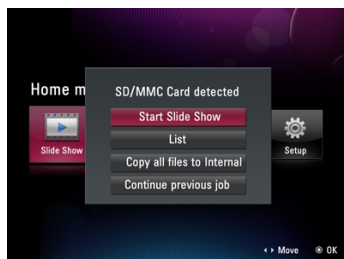 Home m
SD/MMC Card detected
Start Slide Show
List
Copy all files to Internal
Continue previous job
Slide Show
Setup
Move OK